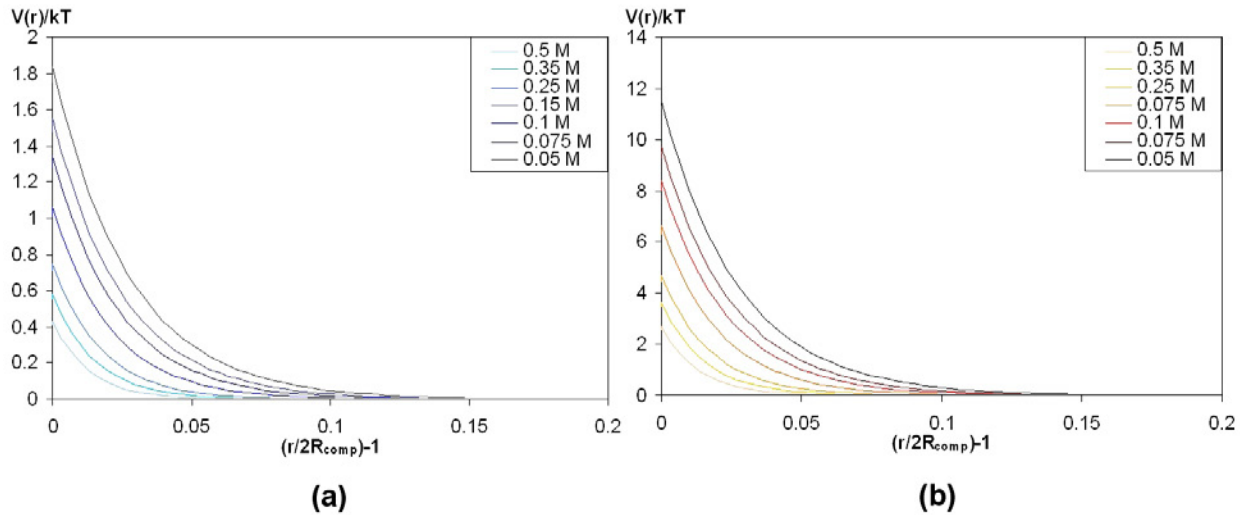 V(r)/kT
2
1.8
1.6
1.4
1.2
1
0.8
0.6
0.4
0.2
0
0 0.05 0.1 0.15 0.2
(r/2Rcomp)-1
0.5 M
0.35 M
0.25 M
0.15 M
0.1 M
0.075 M
0.05 M
(a)
V(r)/kT
14
12
10
8
6
4
2
0
0 0.05 0.1 0.15 0.2
(r/2Rcomp)-1
0.5 M
0.35 M
0.25 M
0.075 M
0.1 M
0.075 M
0.05 M
(b)